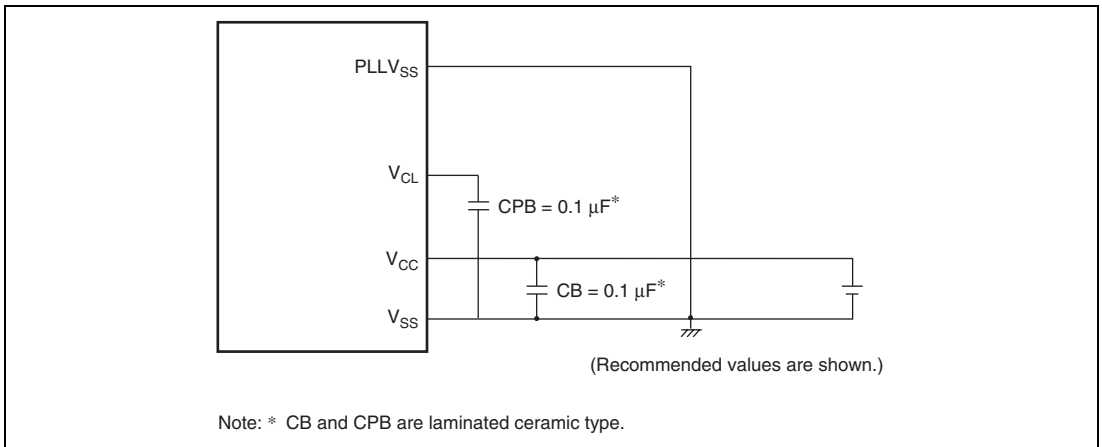 PLLVSS
VCL
CPB = 0.1 μF*
VCC
CB = 0.1 μF*
VSS
(Recommended values are shown.)
Note: * CB and CPB are laminated ceramic type.